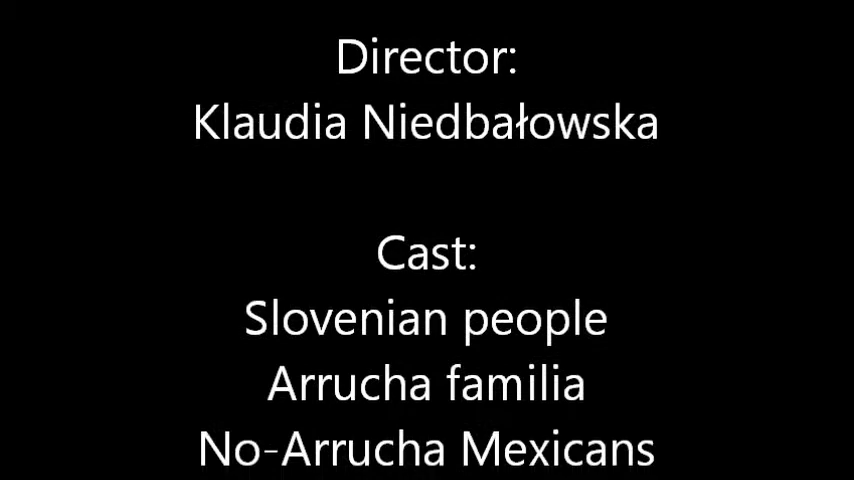 Director:
Klaudia Niedbałowska
Cast:
Slovenian people
Arrucha familia
No-Arrucha Mexicans